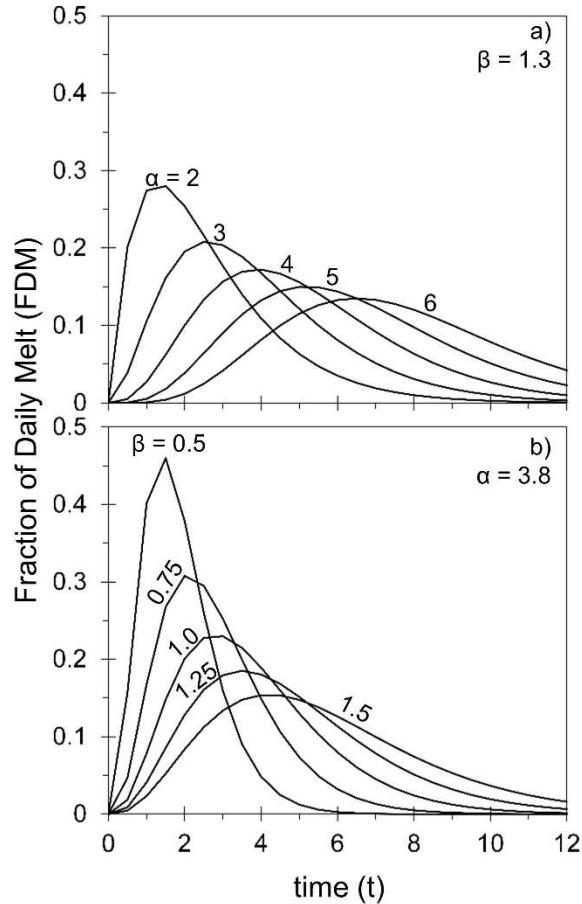 Fraction of Daily Melt (FDM)
0.5
0.4
0.3
0.2
0.1
0
a)
β = 1.3
α = 2
3
4
5
6
0.5
0.4
0.3
0.2
0.1
0
b)
α = 3.8
β = 0.5
0.75
1.0
1.25
1.5
0 2 4 6 8 10 12
time (t)